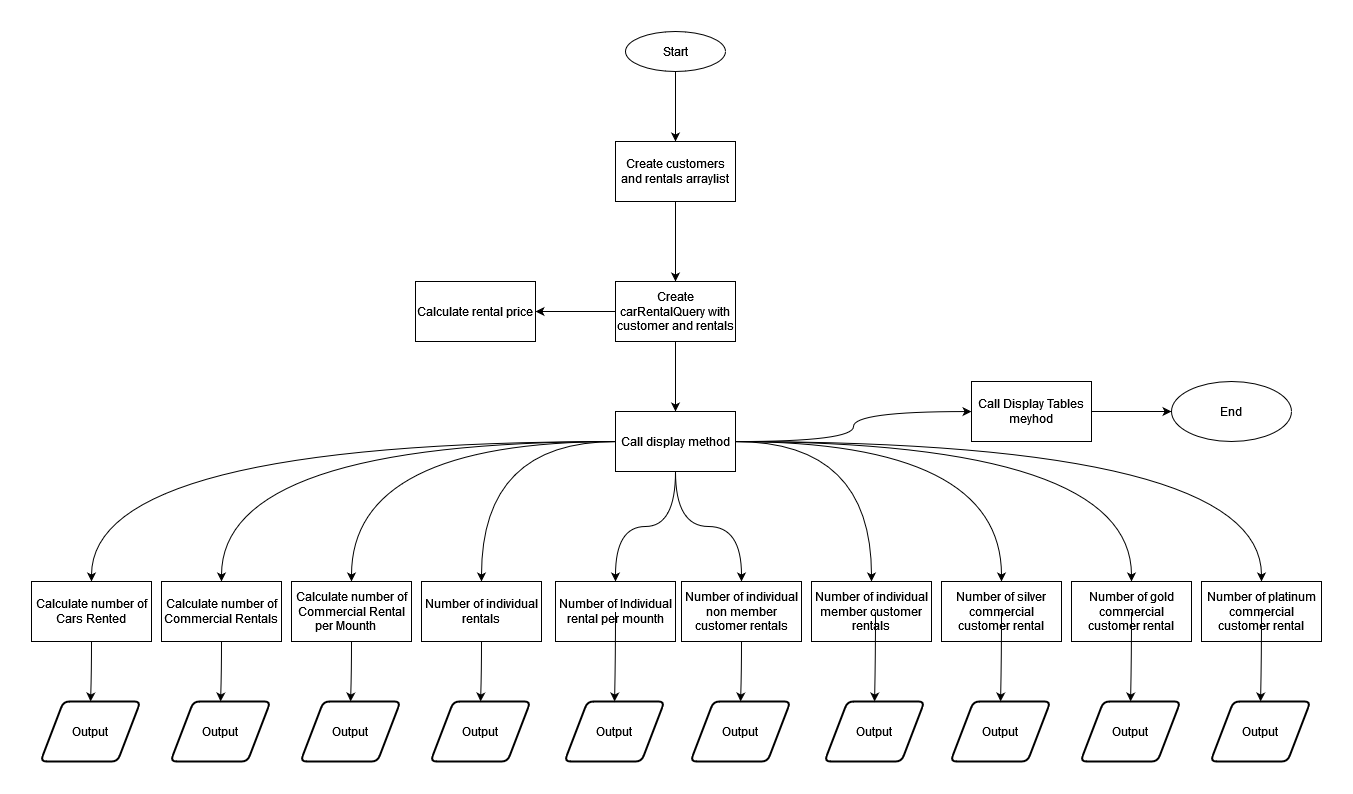 Start
Create customers
and rentals arraylist
Calculate rental price
Create
carRentalQuery with
customer and rentals
Call Display Tables
meyhod
End
Call display method
Calculate number of
Cars Rented
Calculate number of
Commercial Rentals
Calculate number of
Commercial Rental
per Mounth
Number of individual
rentals
Number of Individual
rental per mounth
Number of individual
non member
customer rentals
Number of individual
member customer
rentals
Number of silver
commercial
customer rental
Number of gold
commercial
customer rental
Number of platinum
commercial
customer rental
Output
Output
Output
Output
Output
Output
Output
Output
Output
Output